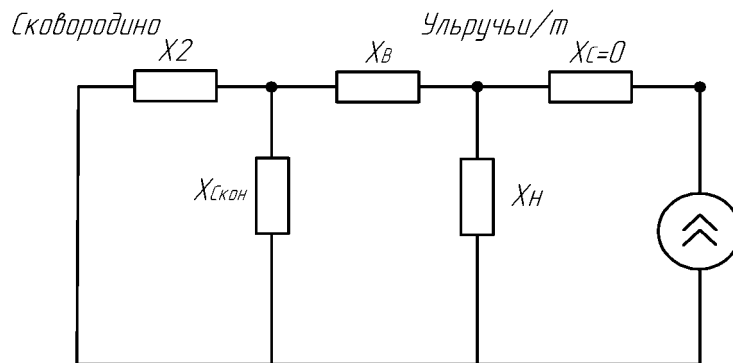 Сковородино
Ульручьи/т
X2
XВ
XС=0
XСкон
XН